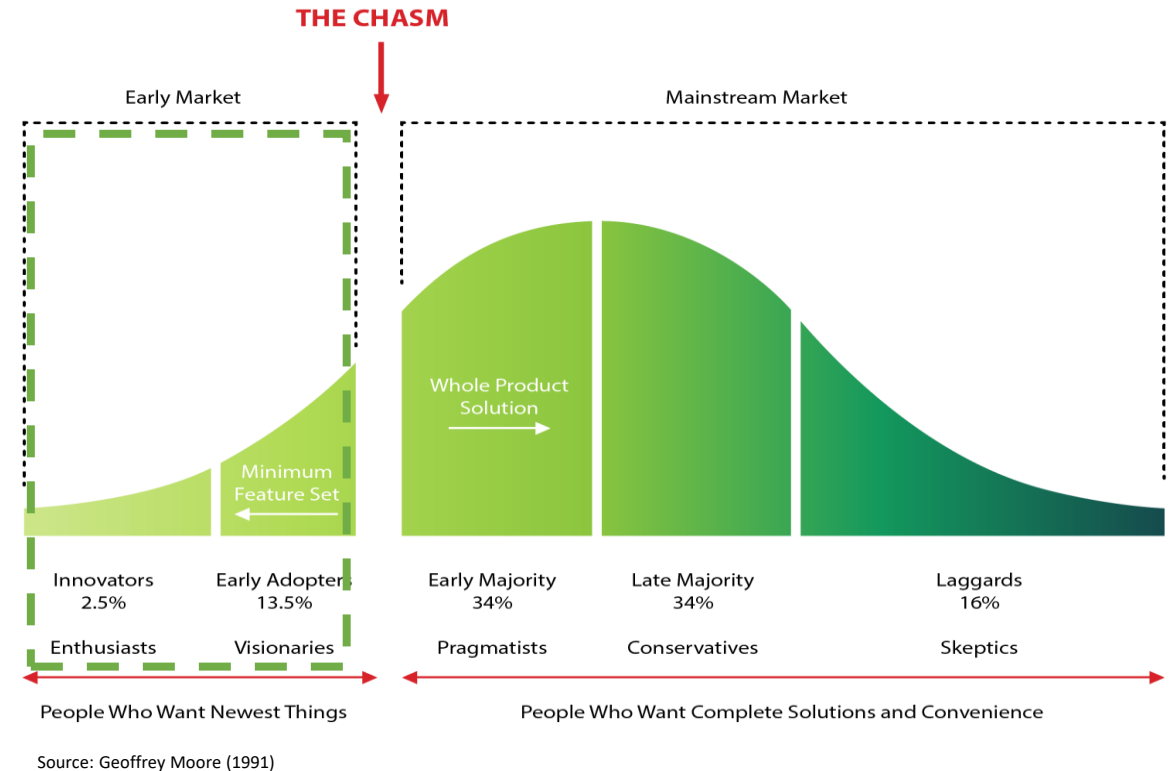 THE CHASM
Early Market
Mainstream Market
Whole Product
Solution
Minimum
Feature Set
Innovators
2.5%
Early Adopters
13.5%
Early Majority
34%
Late Majority
34%
Laggards
16%
Enthusiasts
Visionaries
Pragmatists
Conservatives
Skeptics
People Who Want Newest Things
People Who Want Complete Solutions and Convenience
Source: Geoffrey Moore (1991)